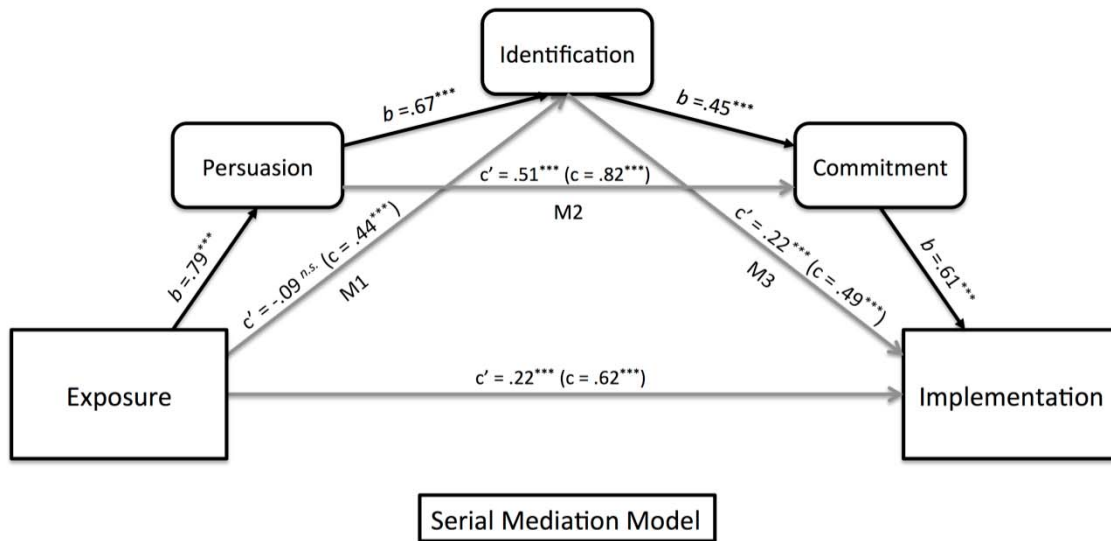 Identification
b =.67***
b =.45***
Persuasion
Commitment
c' = .51*** (c = .82***)
M2
b =.79***
c' = -.09 n.s. (c = .44***)
M1
c' = .22*** (c = .49***)
M3
b =.61***
Exposure
c' = .22*** (c = .62***)
Implementation
Serial Mediation Model